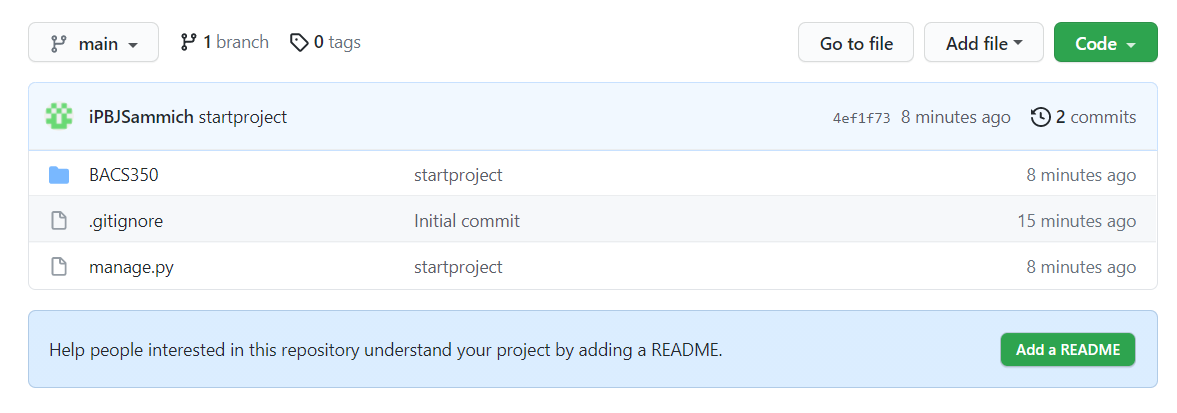 main 1 branch 0 tags Go to file Add file Code
iPBJSammich startproject 4ef1f73 8 minutes ago 2 commits
BACS350 startproject 8 minutes ago
.gitignore Initial commit 15 minutes ago
manage.py startproject 8 minutes ago
Help people interested in this repository understand your project by adding a README. Add a README